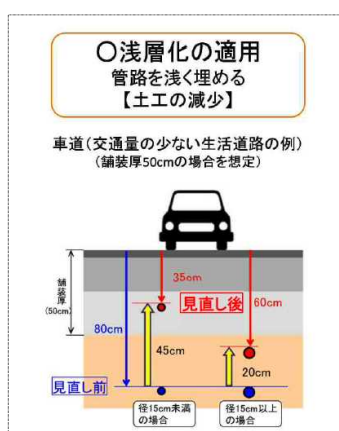 〇浅層化の適用
管路を浅く埋める
【土工の減少】
車道(交通量の少ない生活道路の例)
(舗装厚50cmの場合を想定)
舗装厚
(50cm)
35cm
見直し後
60cm
80cm
45cm
20cm
見直し前
径15cm未満
の場合
径15cm以上
の場合